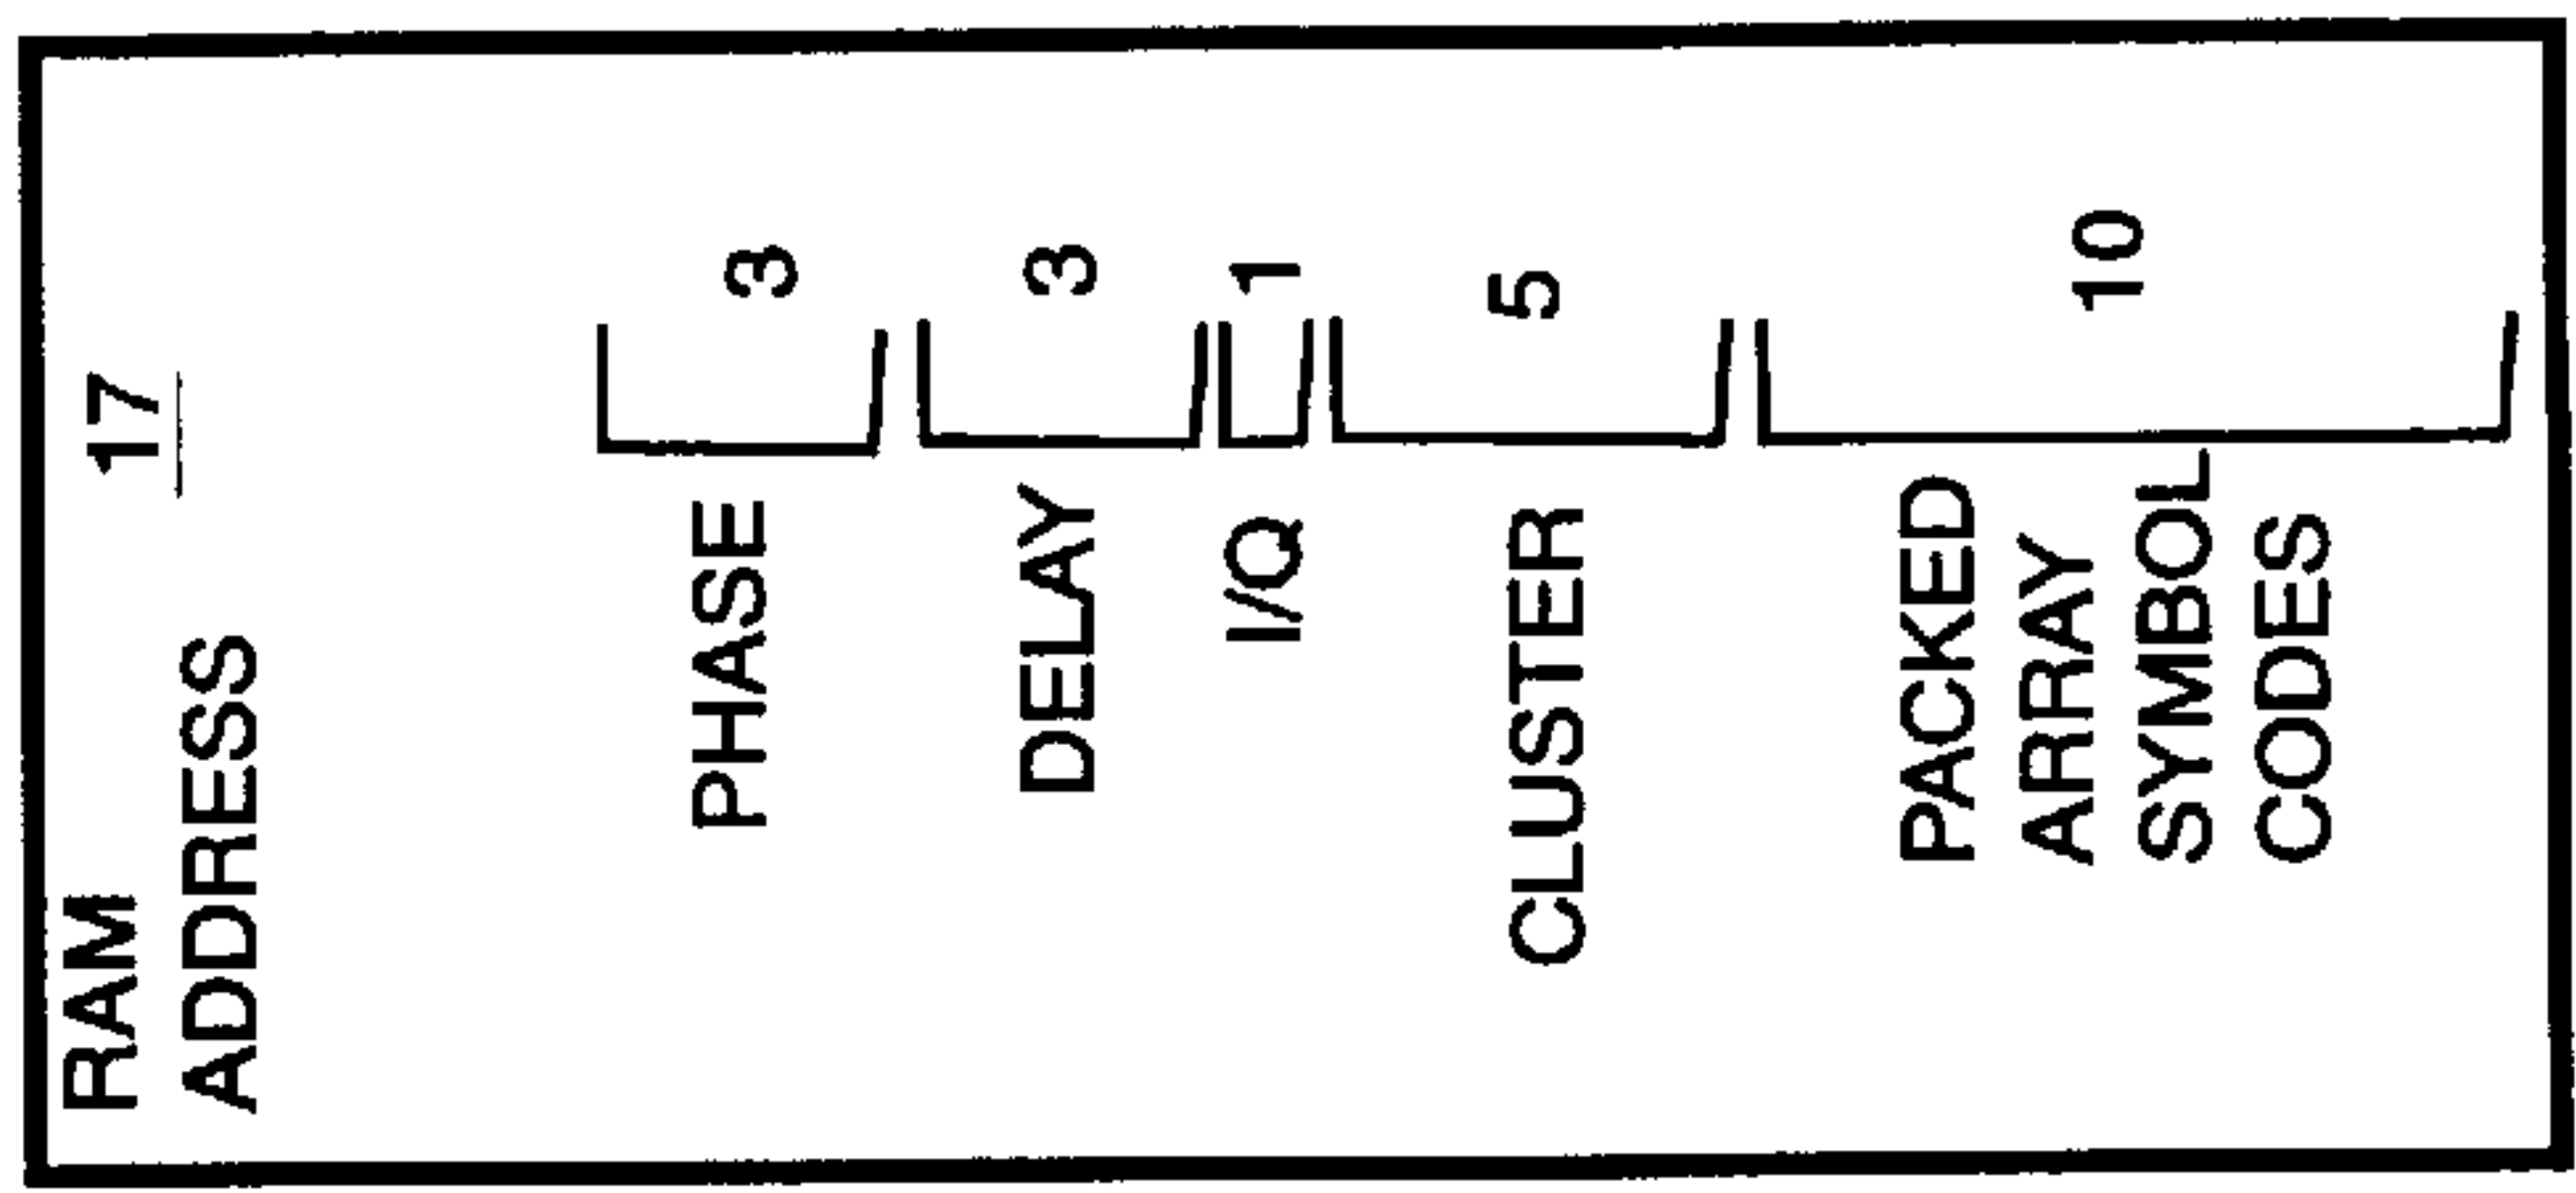 RAM 17
ADDRESS
PHASE 3
DELAY 3
I/Q 1
CLUSTER 5
PACKED 10
ARRAY
SYMBOL
CODES